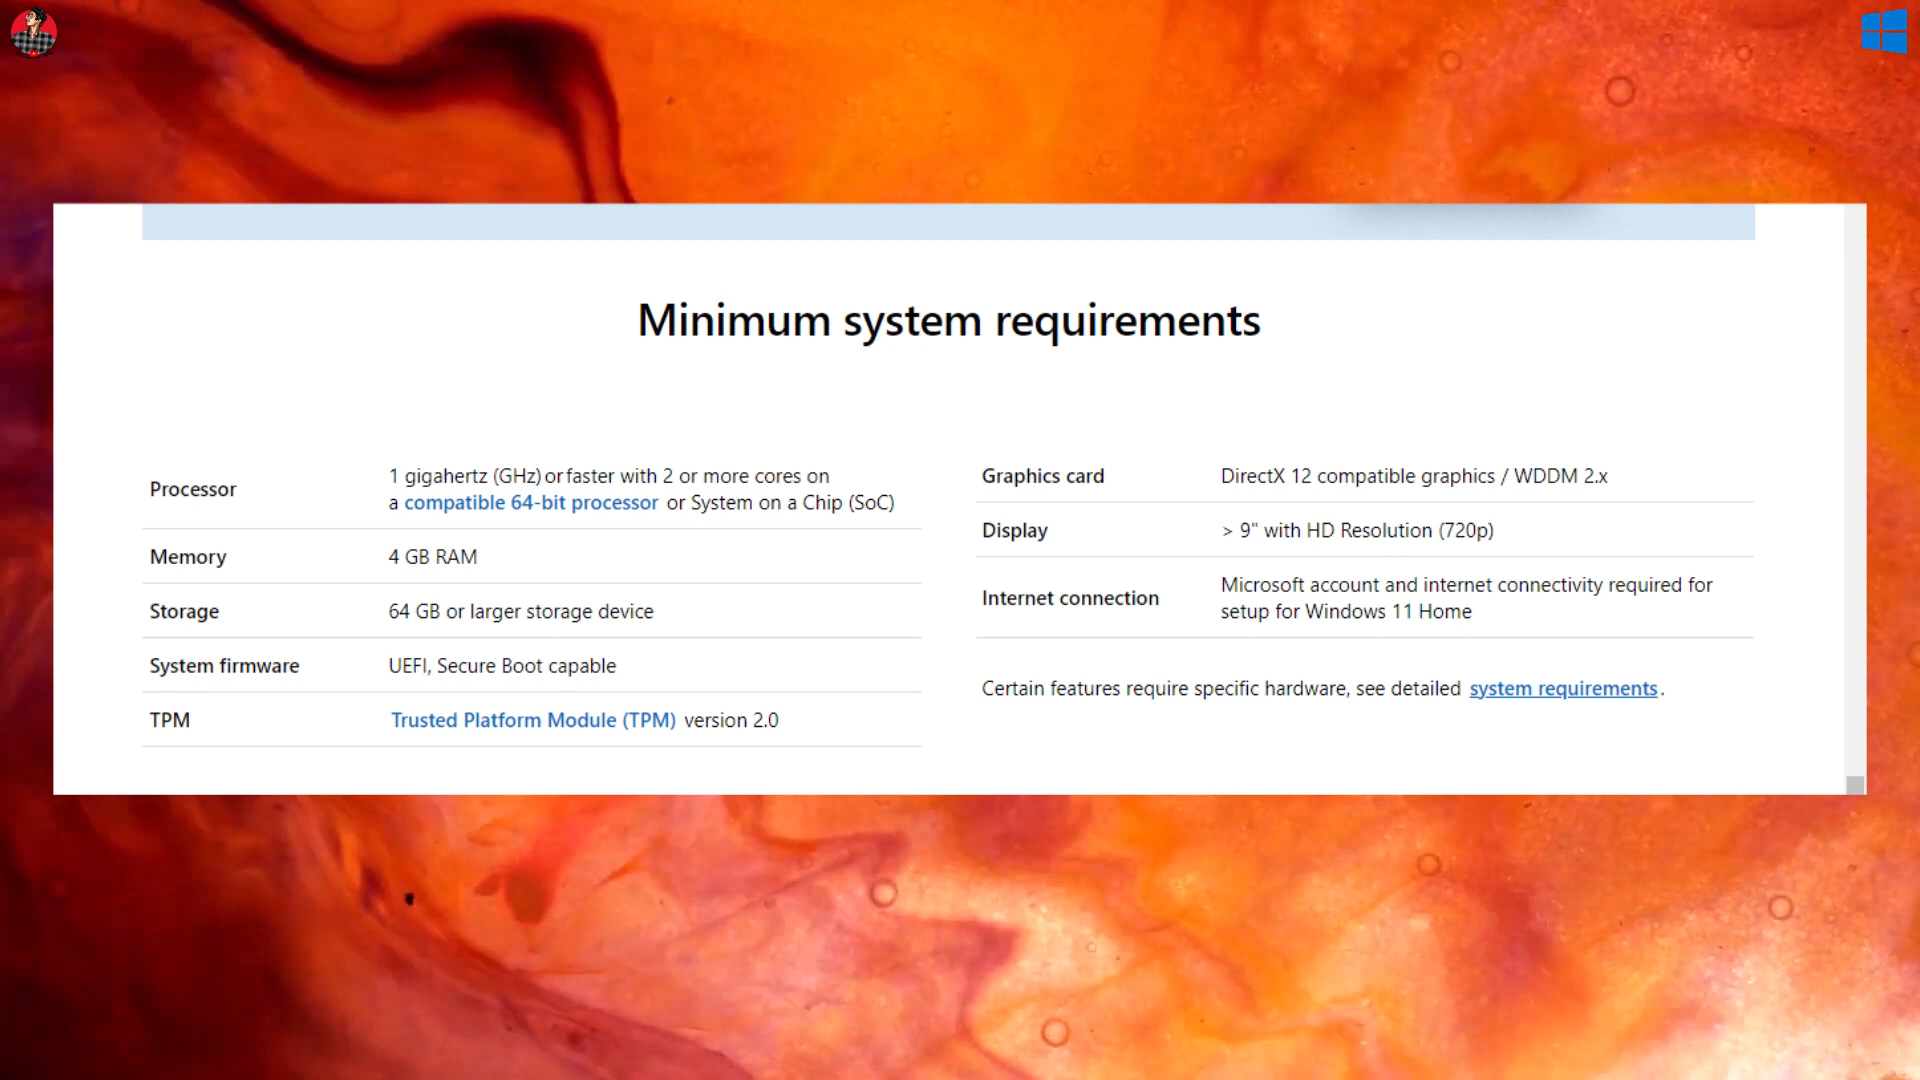 Minimum system requirements
Processor
1 gigahertz (GHz) or faster with 2 or more cores on
a compatible 64-bit processor or System on a Chip (SoC)
Memory
4 GB RAM
Storage
64 GB or larger storage device
System firmware
UEFI, Secure Boot capable
TPM
Trusted Platform Module (TPM) version 2.0
Graphics card
DirectX 12 compatible graphics / WDDM 2.x
Display
> 9" with HD Resolution (720p)
Internet connection
Microsoft account and internet connectivity required for
setup for Windows 11 Home
Certain features require specific hardware, see detailed system requirements.